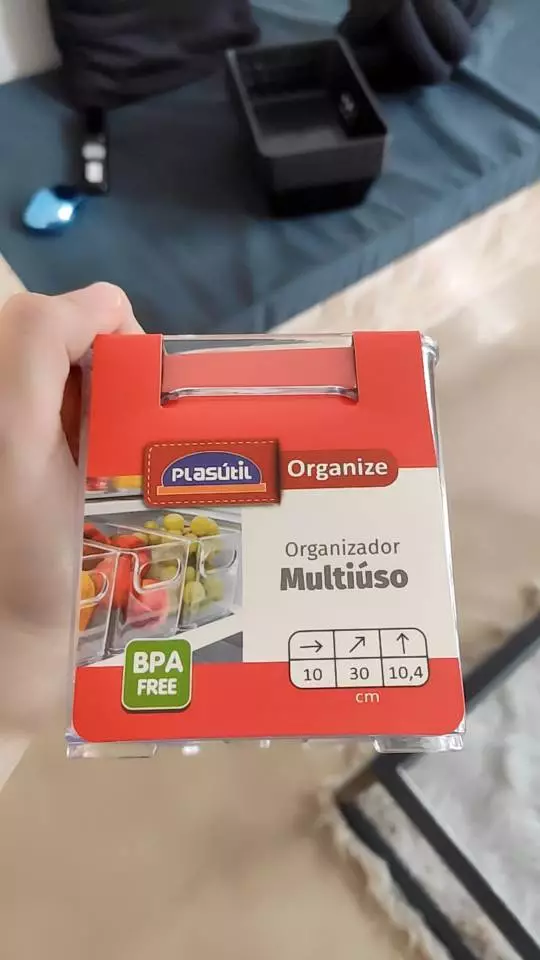 PLASÚTIL
Organize
Organizador
Multiúso
BPA
FREE
→ ↗ ↑
10 30 10,4
cm